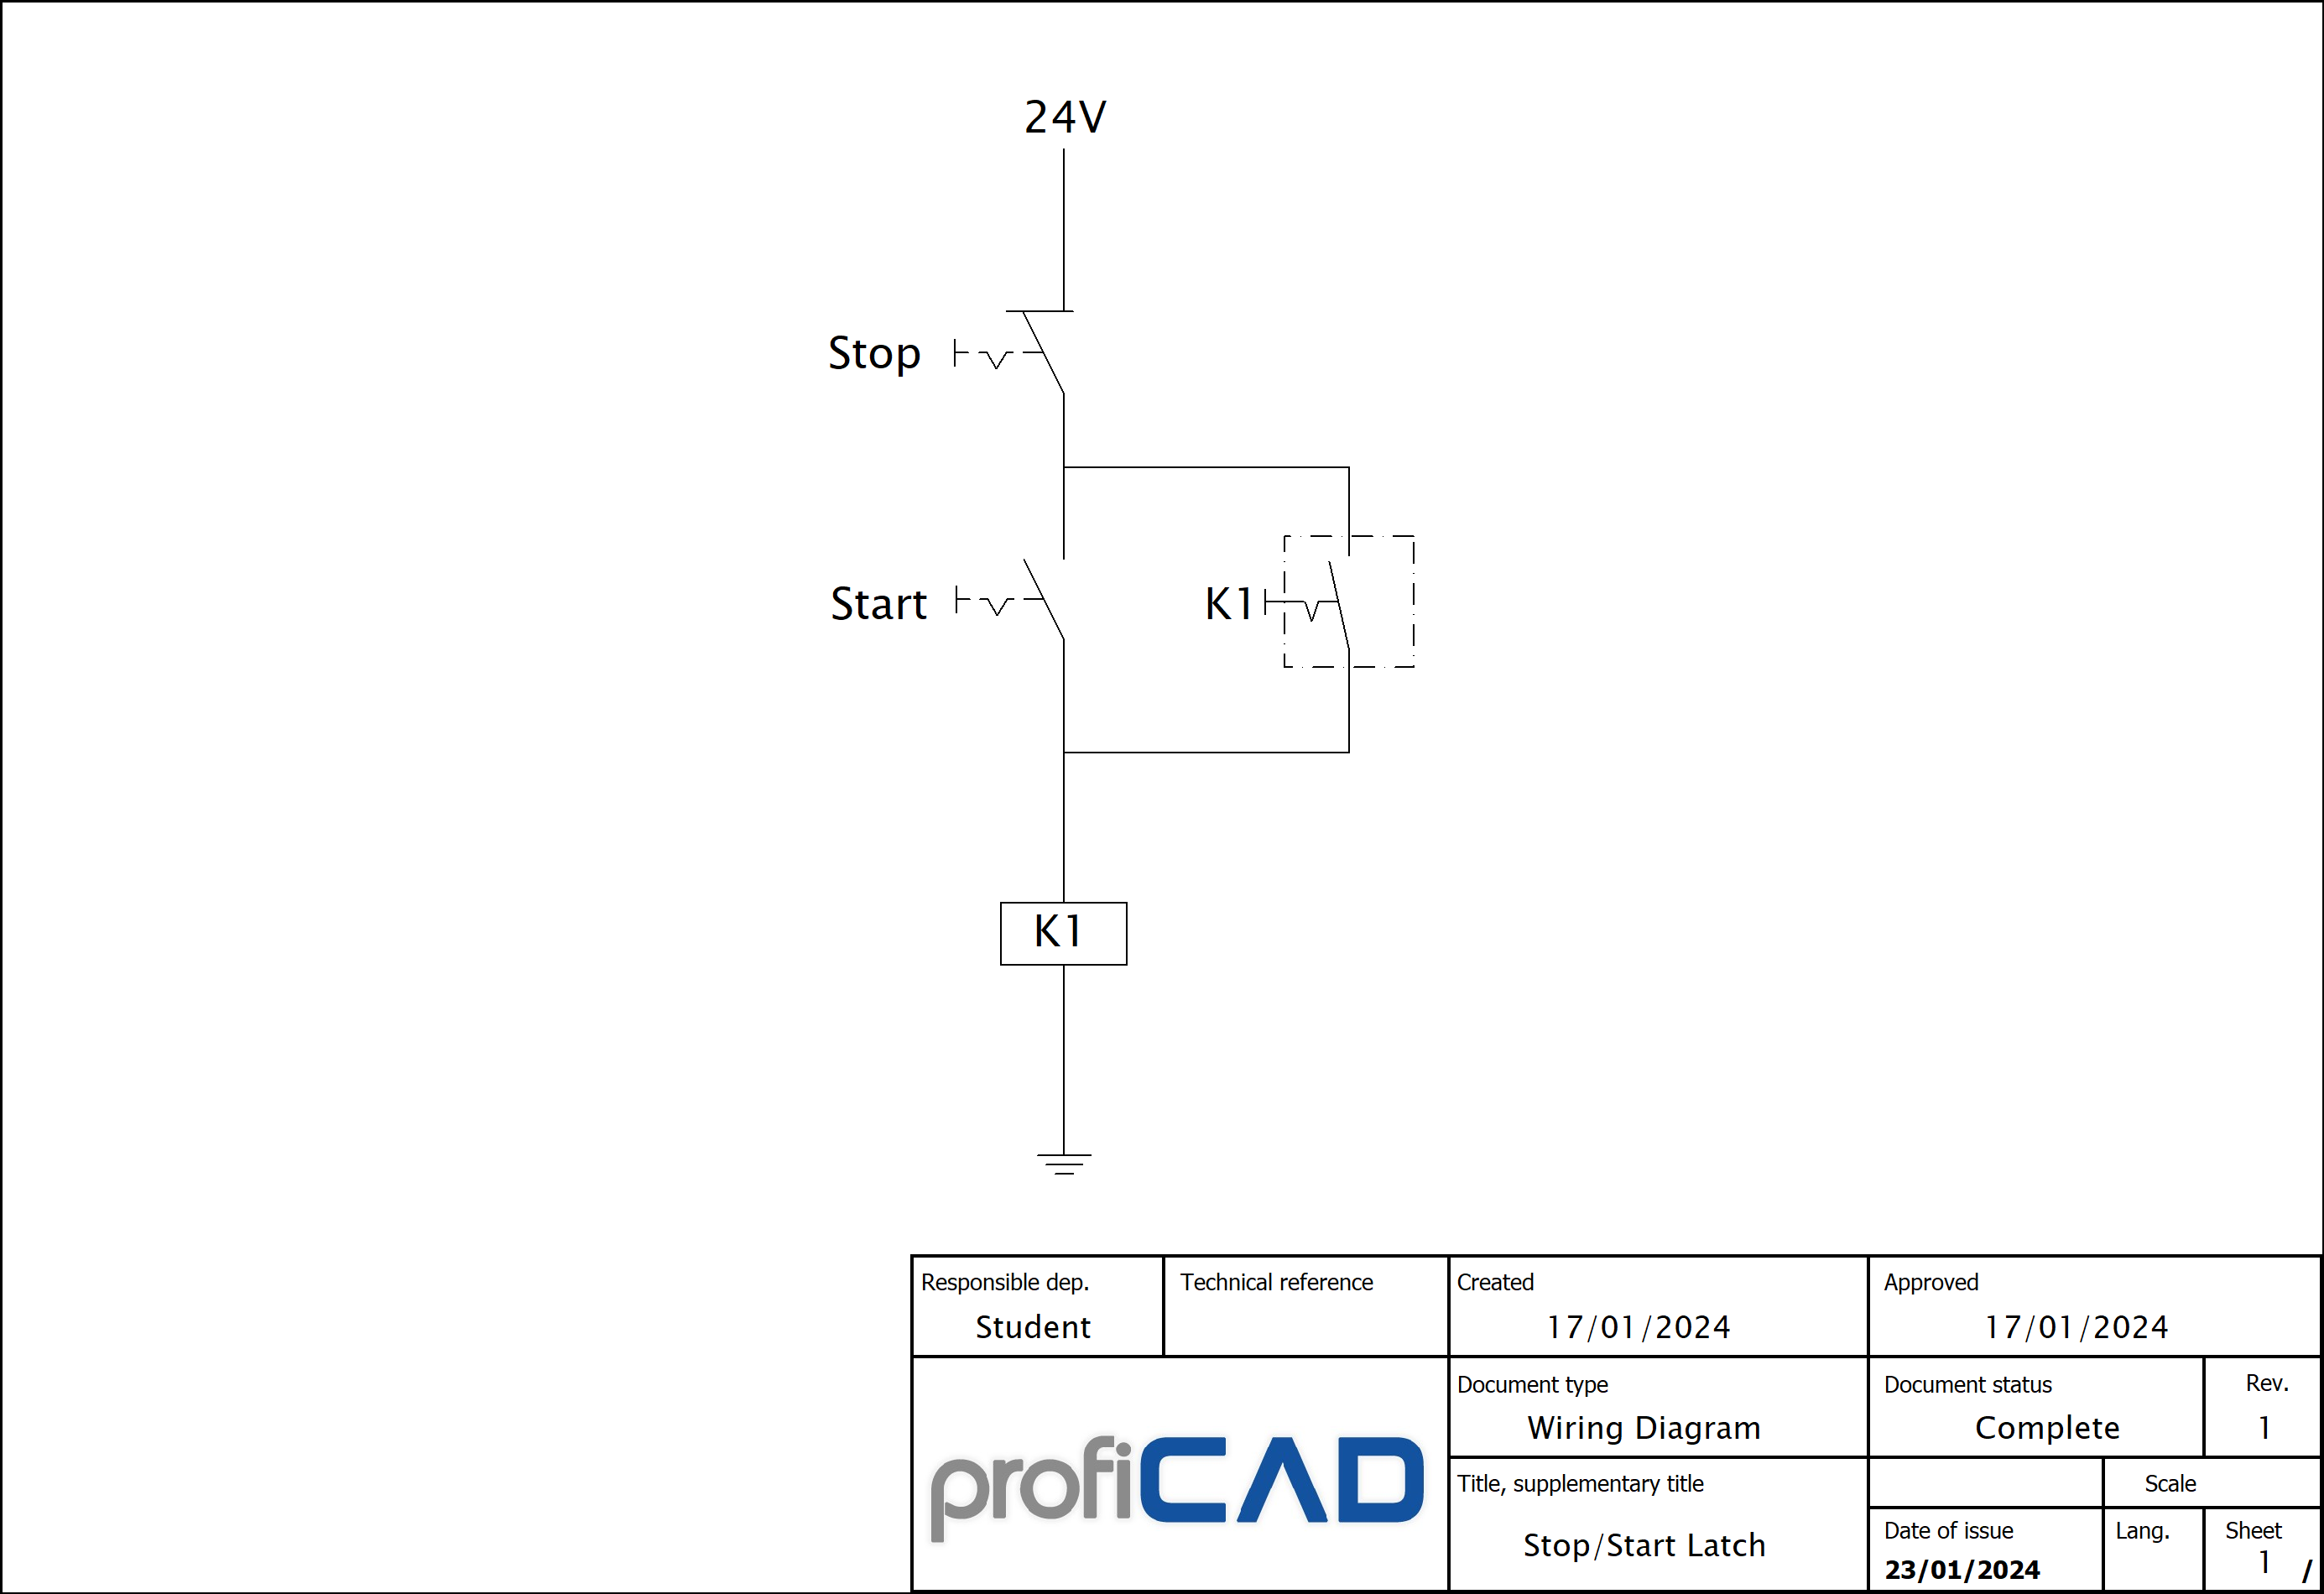 24V
Stop
Start
K1
K1
Responsible dep.
Student
Technical reference
Created
17/01/2024
Approved
17/01/2024
profiCAD
Document type
Wiring Diagram
Document status
Complete
Rev.
1
Title, supplementary title
Stop/Start Latch
Scale
Date of issue
23/01/2024
Lang.
Sheet
1 /